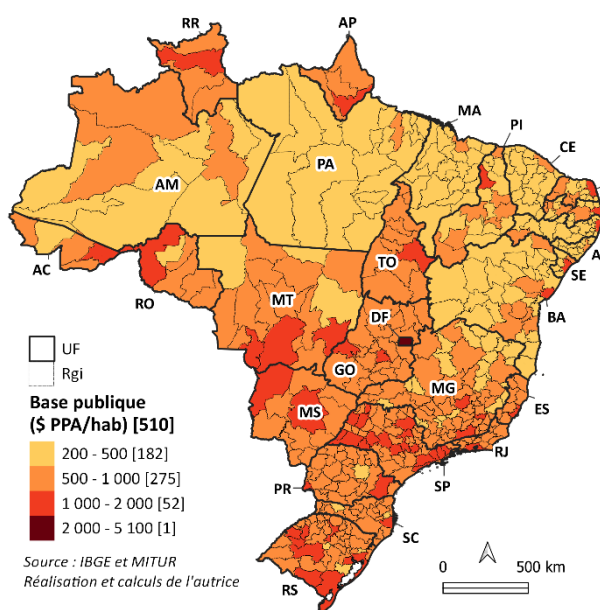 RR
AP
MA
PI
CE
AM
PA
AC
RO
TO
SE
A
MT
DF
BA
GO
MG
ES
MS
RJ
SP
PR
SC
RS
UF
Rgi
Base publique
($ PPA/hab) [510]
200 - 500 [182]
500 - 1 000 [275]
1 000 - 2 000 [52]
2 000 - 5 100 [1]
Source : IBGE et MITUR
Réalisation et calculs de l'autrice
0 500 km